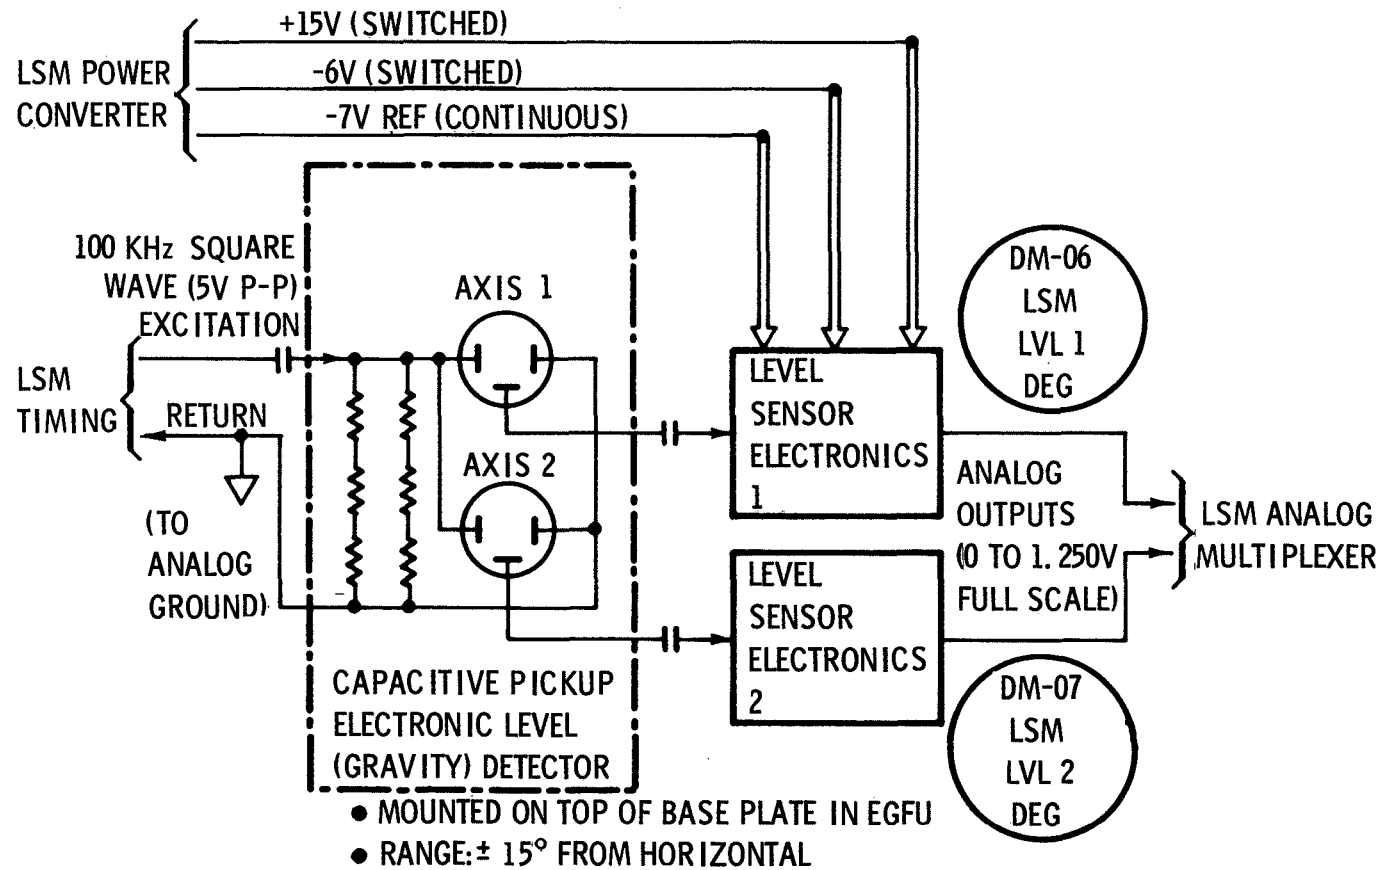 +15V (SWITCHED)
LSM POWER
CONVERTER
-6V (SWITCHED)
-7V REF (CONTINUOUS)
100 KHz SQUARE
WAVE (5V P-P)
EXCITATION
LSM
TIMING
RETURN
(TO
ANALOG
GROUND)
AXIS 1
AXIS 2
CAPACITIVE PICKUP
ELECTRONIC LEVEL
(GRAVITY) DETECTOR
● MOUNTED ON TOP OF BASE PLATE IN EGFU
● RANGE: ± 15° FROM HORIZONTAL
LEVEL
SENSOR
ELECTRONICS
1
LEVEL
SENSOR
ELECTRONICS
2
DM-06
LSM
LVL 1
DEG
ANALOG
OUTPUTS
(0 TO 1.250V
FULL SCALE)
LSM ANALOG
MULTIPLEXER
DM-07
LSM
LVL 2
DEG